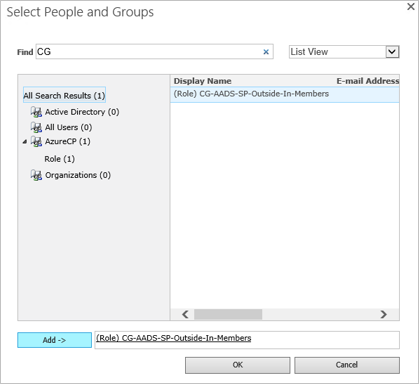 Select People and Groups
Find CG × List View
Display Name E-mail Address
All Search Results (1) (Role) CG-AADS-SP-Outside-In-Members
Active Directory (0)
All Users (0)
AzureCP (1)
Role (1)
Organizations (0)
Add -> (Role) CG-AADS-SP-Outside-In-Members
OK Cancel